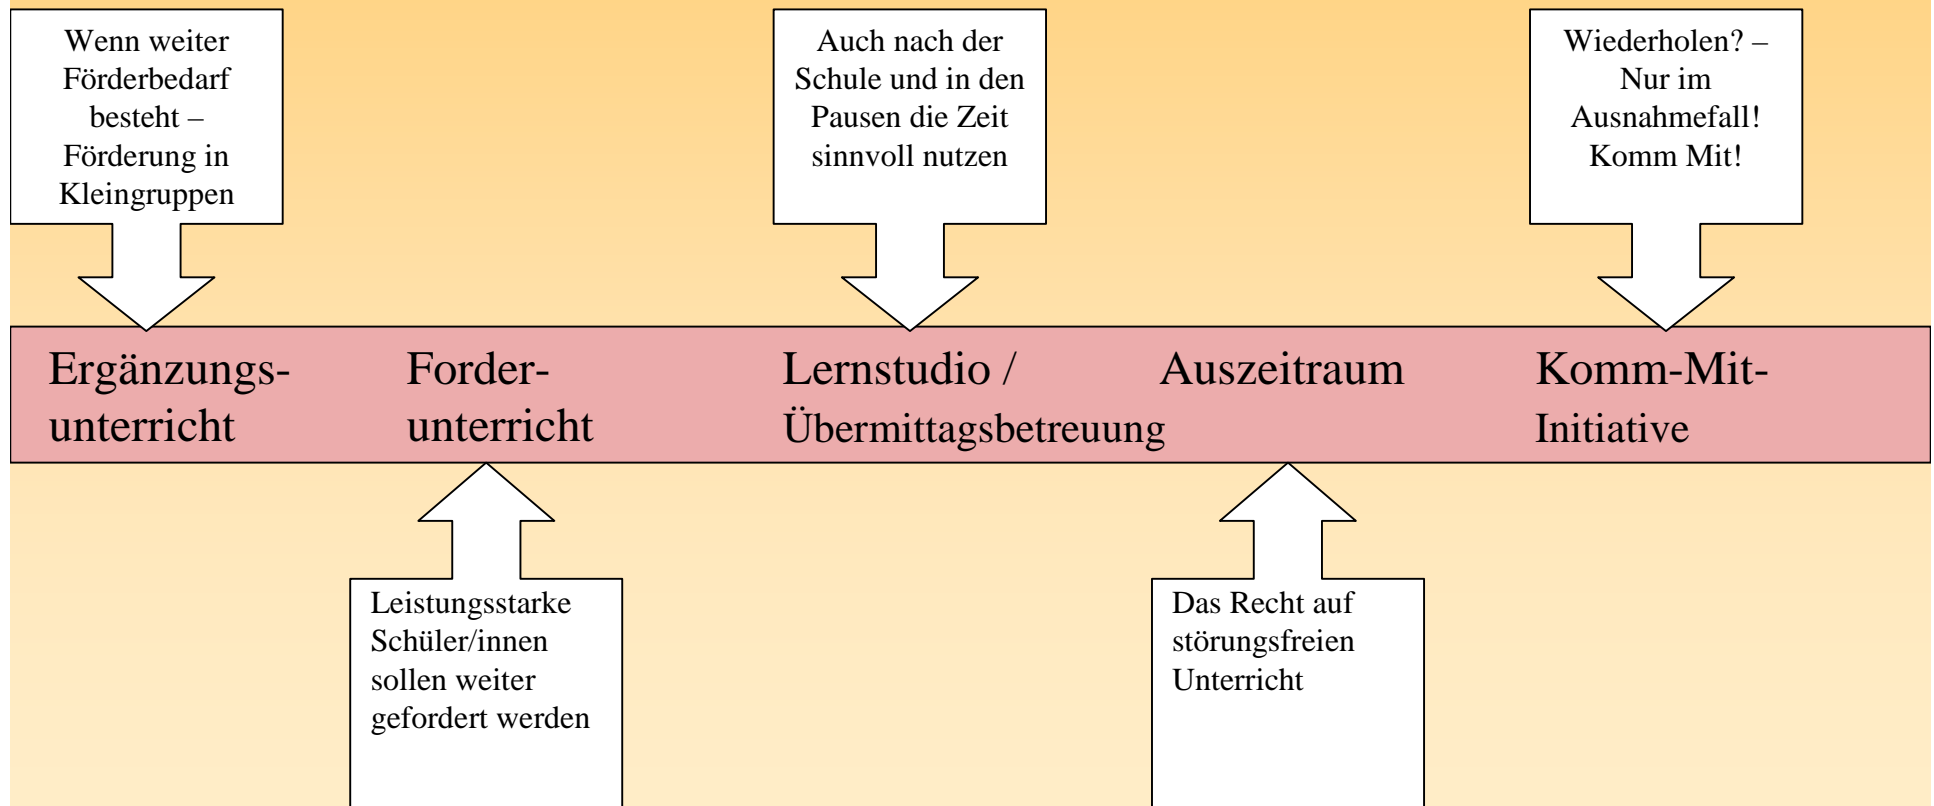 Wenn weiter
Förderbedarf
besteht –
Förderung in
Kleingruppen
Auch nach der
Schule und in den
Pausen die Zeit
sinnvoll nutzen
Wiederholen? –
Nur im
Ausnahmefall!
Komm Mit!
Ergänzungs-
unterricht
Forder-
unterricht
Lernstudio /
Übermittagsbetreuung
Auszeitraum
Komm-Mit-
Initiative
Leistungsstarke
Schüler/innen
sollen weiter
gefordert werden
Das Recht auf
störungsfreien
Unterricht